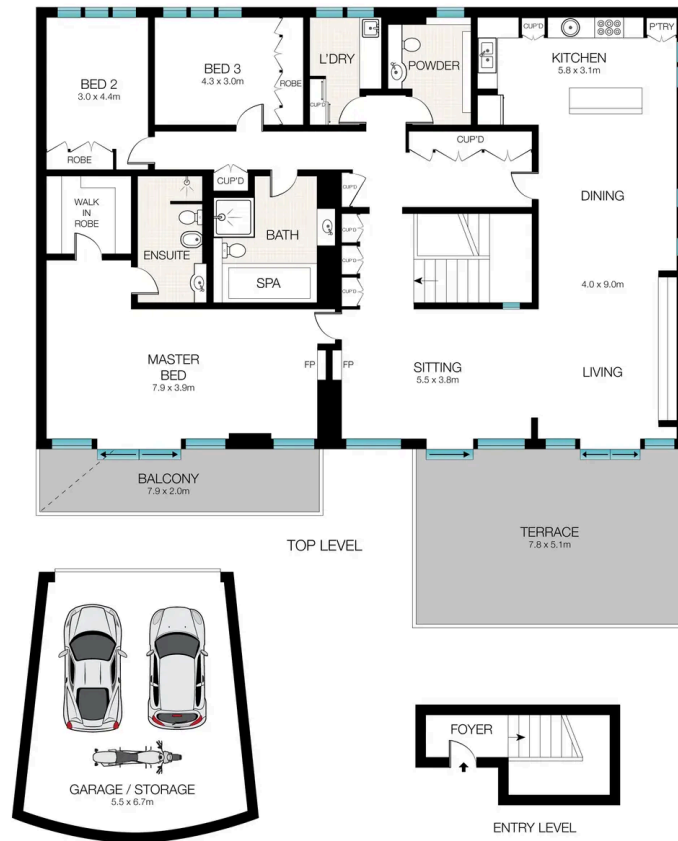 CUP'D
P'TRY
BED 2
3.0 x 4.4m
BED 3
4.3 x 3.0m
ROBE
L'DRY
CUP'D
POWDER
KITCHEN
5.8 x 3.1m
ROBE
CUP'D
CUP'D
CUP'D
WALK
IN
ROBE
ENSUITE
BATH
SPA
CUP'D
CUP'D
CUP'D
DINING
4.0 x 9.0m
MASTER
BED
7.9 x 3.9m
FP
FP
SITTING
5.5 x 3.8m
LIVING
BALCONY
7.9 x 2.0m
TOP LEVEL
TERRACE
7.8 x 5.1m
GARAGE / STORAGE
5.5 x 6.7m
FOYER
ENTRY LEVEL